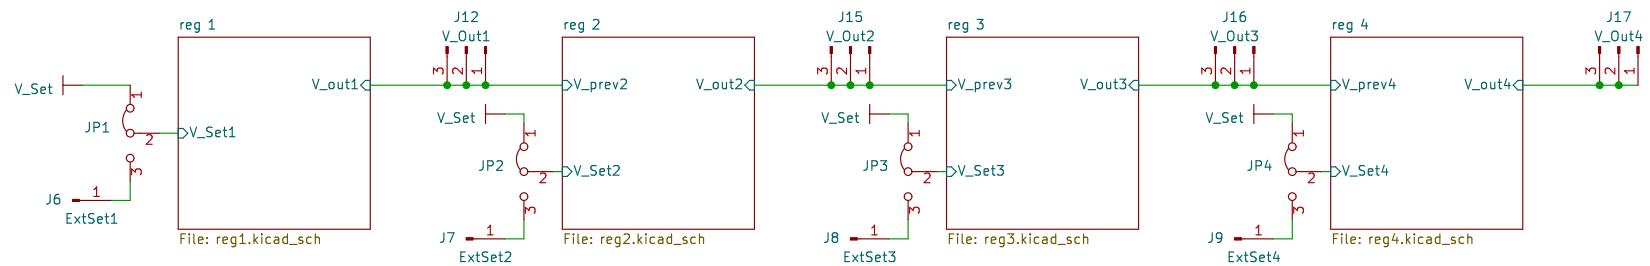 reg 1
J12
V_Out1
reg 2
J15
V_Out2
reg 3
J16
V_Out3
reg 4
J17
V_Out4
3
2
1
3
2
1
3
2
1
3
2
1
V_Set
1
JP1
2
3
V_Set1
V_out1
J6
1
ExtSet1
File: reg1.kicad_sch
V_prev2
V_out2
V_Set
1
JP2
2
3
V_Set2
J7
1
ExtSet2
File: reg2.kicad_sch
V_prev3
V_out3
V_Set
1
JP3
2
3
V_Set3
J8
1
ExtSet3
File: reg3.kicad_sch
V_prev4
V_out4
V_Set
1
JP4
2
3
V_Set4
J9
1
ExtSet4
File: reg4.kicad_sch